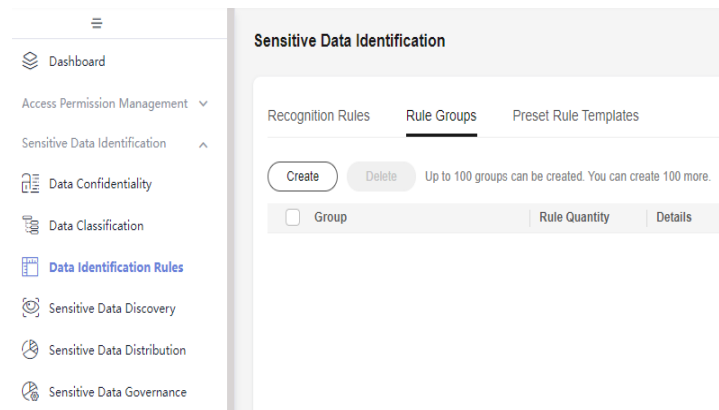 Dashboard
Access Permission Management
Sensitive Data Identification
Data Confidentiality
Data Classification
Data Identification Rules
Sensitive Data Discovery
Sensitive Data Distribution
Sensitive Data Governance
Sensitive Data Identification
Recognition Rules Rule Groups Preset Rule Templates
Create Delete Up to 100 groups can be created. You can create 100 more.
Group Rule Quantity Details